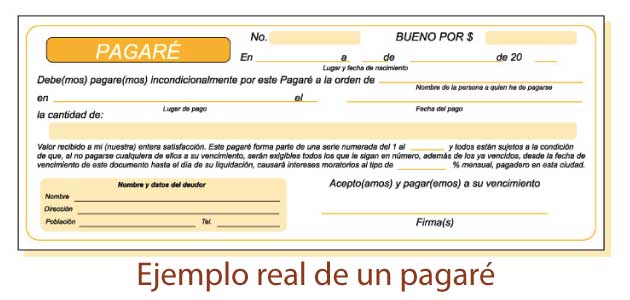 PAGARÉ No. BUENO POR $
En a de de 20
Lugar y fecha de nacimiento
Debe(mos) pagare(mos) incondicionalmente por este Pagaré a la orden de
Nombre de la persona a quien ha de pagarse
en el
Lugar de pago Fecha del pago
la cantidad de:
Valor recibido a mi (nuestra) entera satisfacción. Este pagaré forma parte de una serie numerada del 1 al y todos están sujetos a la condición
de que, al no pagarse cualquiera de ellos a su vencimiento, serán exigibles todos los que le sigan en número, además de los ya vencidos, desde la fecha de
vencimiento de este documento hasta el día de su liquidación, causará intereses moratorios al tipo de % mensual, pagadero en esta ciudad.
Nombre y datos del deudor
Nombre
Dirección
Población Tel.
Acepto(amos) y pagar(emos) a su vencimiento
Firma(s)
Ejemplo real de un pagaré